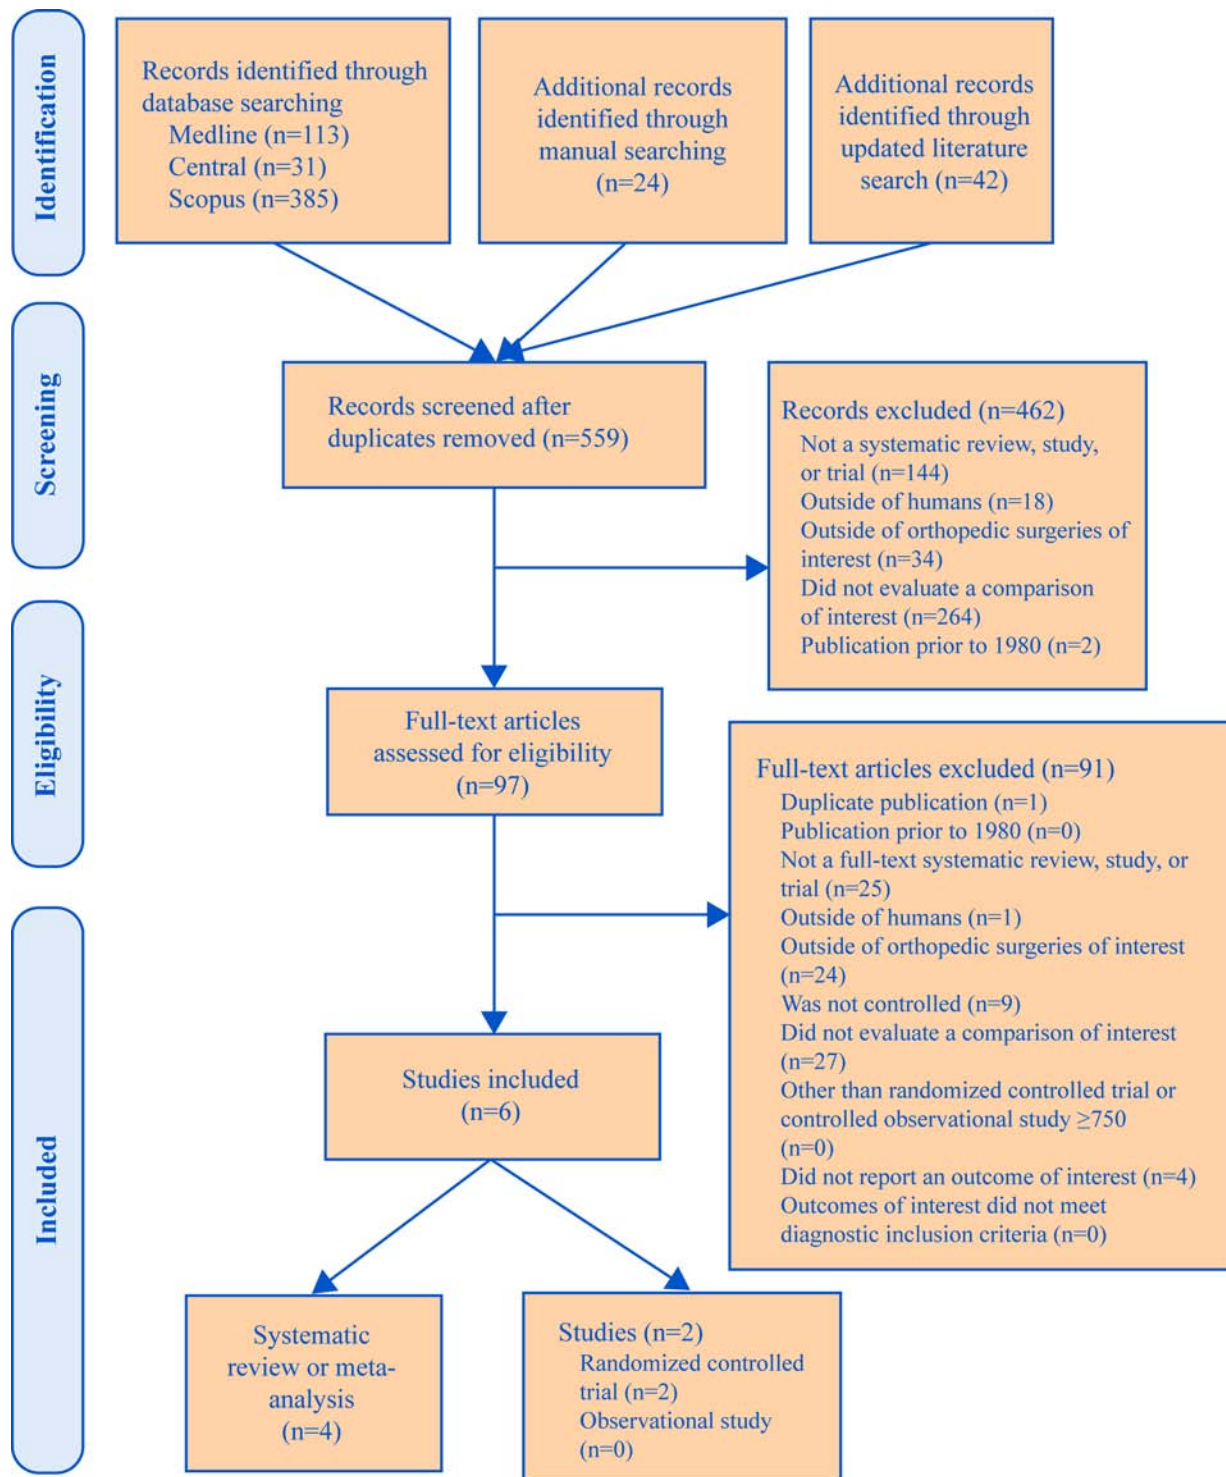 Identification
Records identified through
database searching
Medline (n=113)
Central (n=31)
Scopus (n=385)
Additional records
identified through
manual searching
(n=24)
Additional records
identified through
updated literature
search (n=42)
Screening
Records screened after
duplicates removed (n=559)
Records excluded (n=462)
Not a systematic review, study,
or trial (n=144)
Outside of humans (n=18)
Outside of orthopedic surgeries of
interest (n=34)
Did not evaluate a comparison
of interest (n=264)
Publication prior to 1980 (n=2)
Eligibility
Full-text articles
assessed for eligibility
(n=97)
Full-text articles excluded (n=91)
Duplicate publication (n=1)
Publication prior to 1980 (n=0)
Not a full-text systematic review, study, or
trial (n=25)
Outside of humans (n=1)
Outside of orthopedic surgeries of interest
(n=24)
Was not controlled (n=9)
Did not evaluate a comparison of interest
(n=27)
Other than randomized controlled trial or
controlled observational study ≥750
(n=0)
Did not report an outcome of interest (n=4)
Outcomes of interest did not meet
diagnostic inclusion criteria (n=0)
Included
Studies included
(n=6)
Systematic
review or meta-
analysis
(n=4)
Studies (n=2)
Randomized controlled
trial (n=2)
Observational study
(n=0)